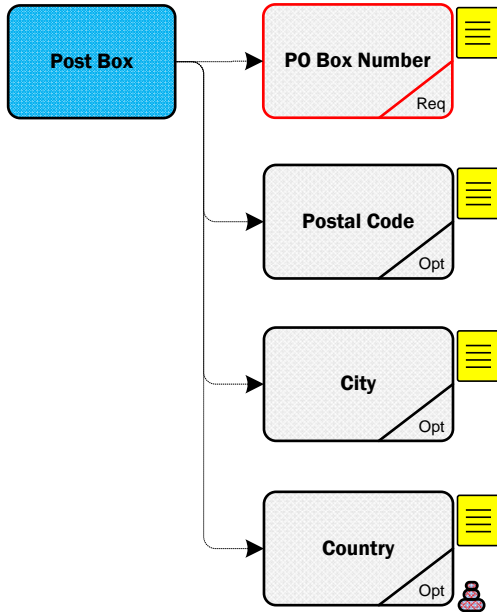 Post Box
PO Box Number
Req
Postal Code
Opt
City
Opt
Country
Opt